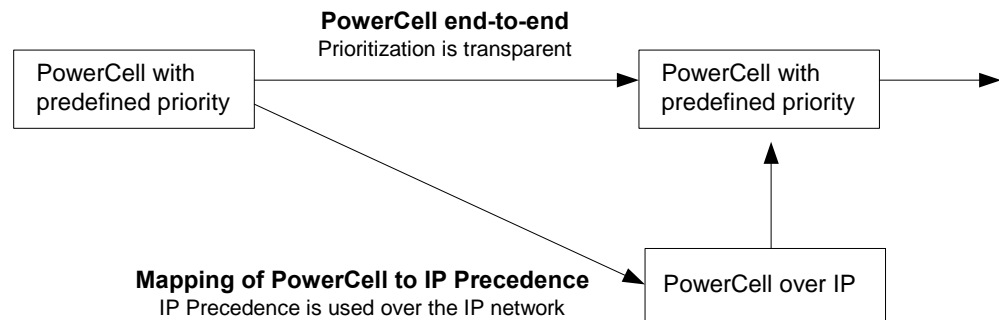 PowerCell end-to-end
Prioritization is transparent
PowerCell with
predefined priority
PowerCell with
predefined priority
Mapping of PowerCell to IP Precedence
IP Precedence is used over the IP network
PowerCell over IP